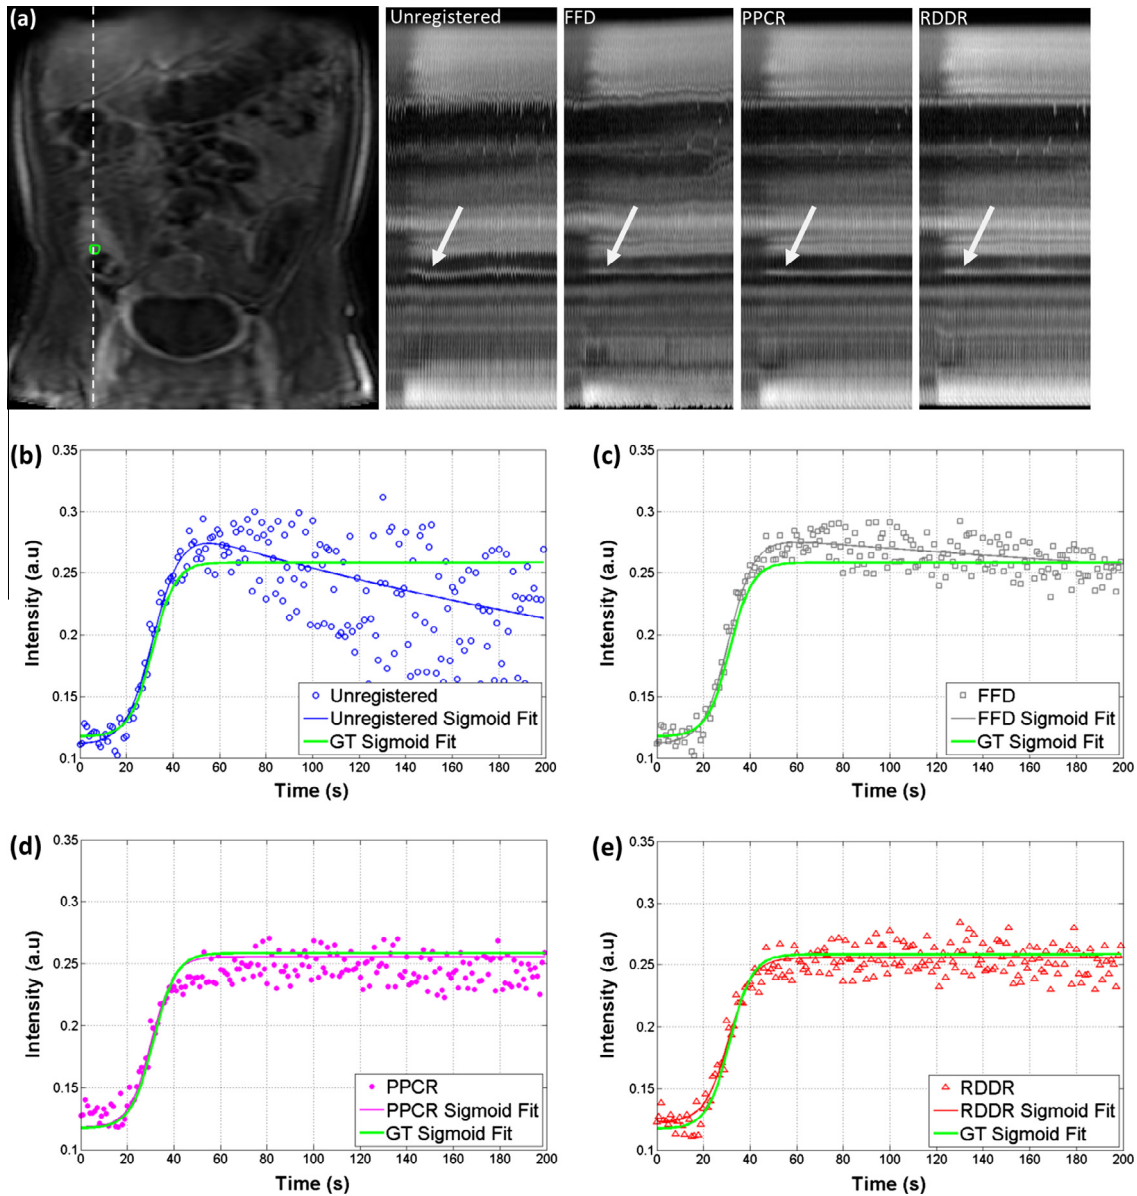 (a)
Unregistered
FFD
PPCR
RDDR
(b)
0.35
0.3
0.25
0.2
0.15
0.1
Intensity (a.u)
0 20 40 60 80 100 120 140 160 180 200
Time (s)
Unregistered
Unregistered Sigmoid Fit
GT Sigmoid Fit
(c)
0.35
0.3
0.25
0.2
0.15
0.1
Intensity (a.u)
0 20 40 60 80 100 120 140 160 180 200
Time (s)
FFD
FFD Sigmoid Fit
GT Sigmoid Fit
(d)
0.35
0.3
0.25
0.2
0.15
0.1
Intensity (a.u)
0 20 40 60 80 100 120 140 160 180 200
Time (s)
PPCR
PPCR Sigmoid Fit
GT Sigmoid Fit
(e)
0.35
0.3
0.25
0.2
0.15
0.1
Intensity (a.u)
0 20 40 60 80 100 120 140 160 180 200
Time (s)
RDDR
RDDR Sigmoid Fit
GT Sigmoid Fit